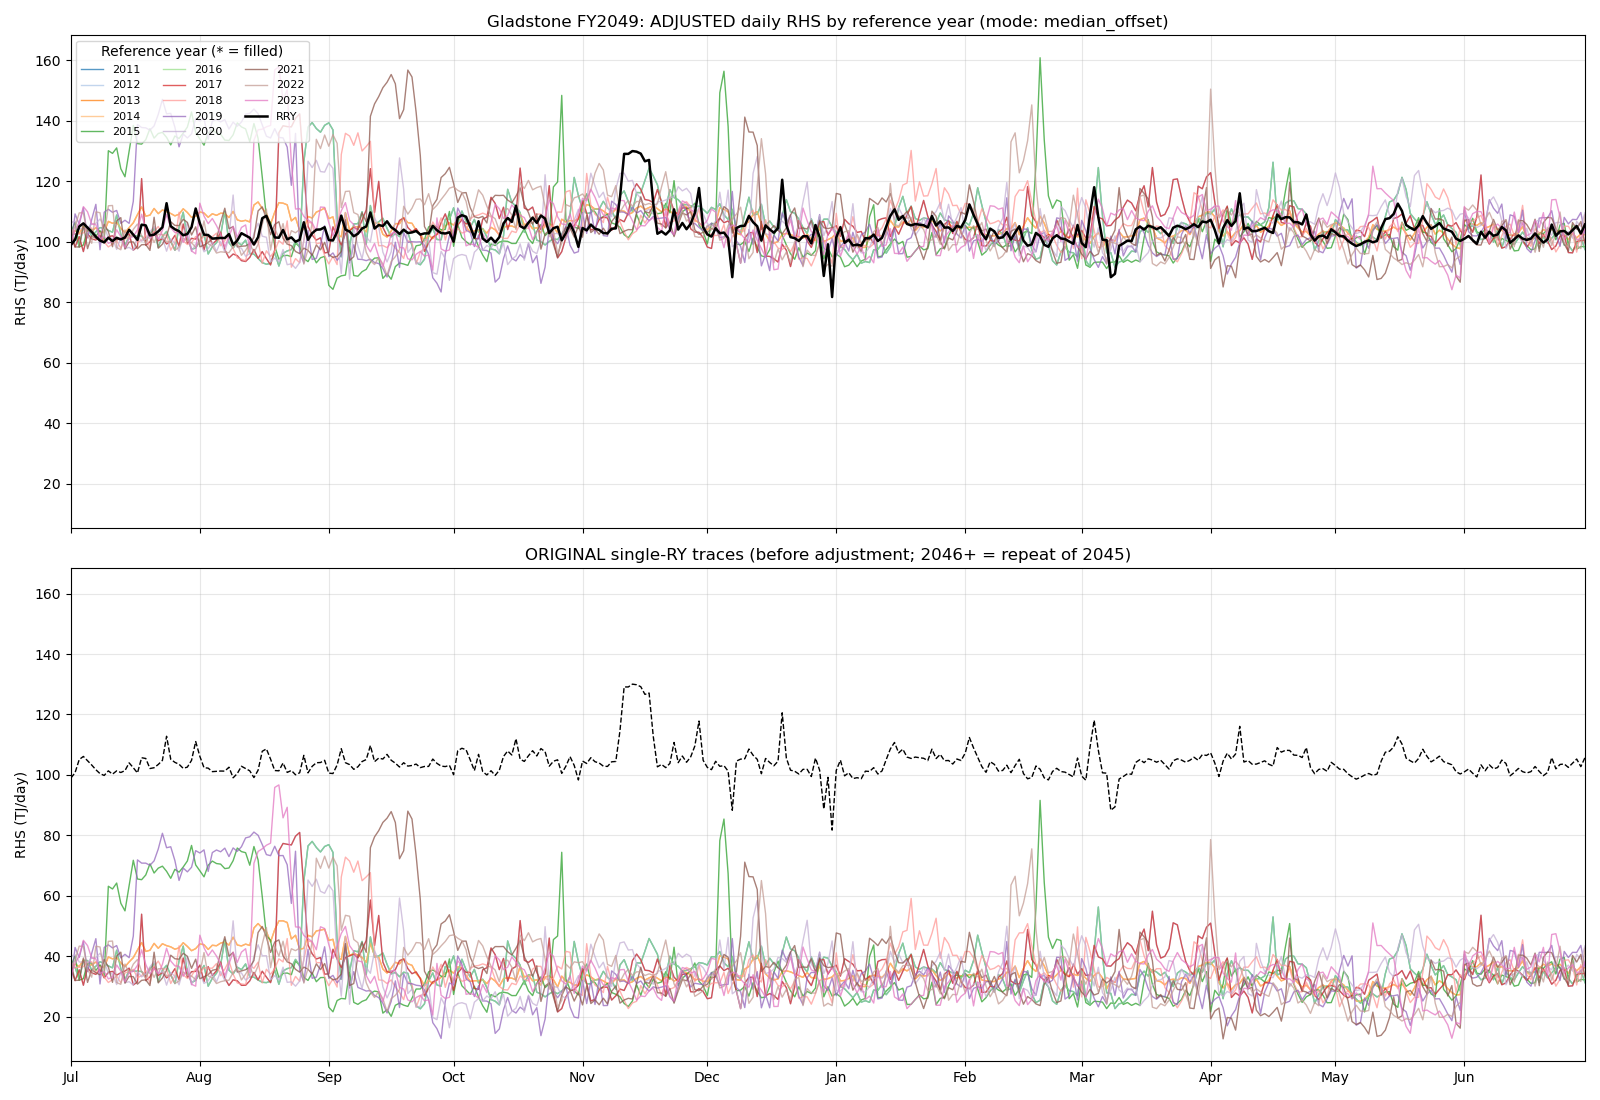 Gladstone FY2049: ADJUSTED daily RHS by reference year (mode: median_offset)
RHS (TJ/day)
160
140
120
100
80
60
40
20
Reference year (* = filled)
2011 2016 2021
2012 2017 2022
2013 2018 2023
2014 2019 RRY
2015 2020
ORIGINAL single-RY traces (before adjustment; 2046+ = repeat of 2045)
RHS (TJ/day)
160
140
120
100
80
60
40
20
Jul Aug Sep Oct Nov Dec Jan Feb Mar Apr May Jun